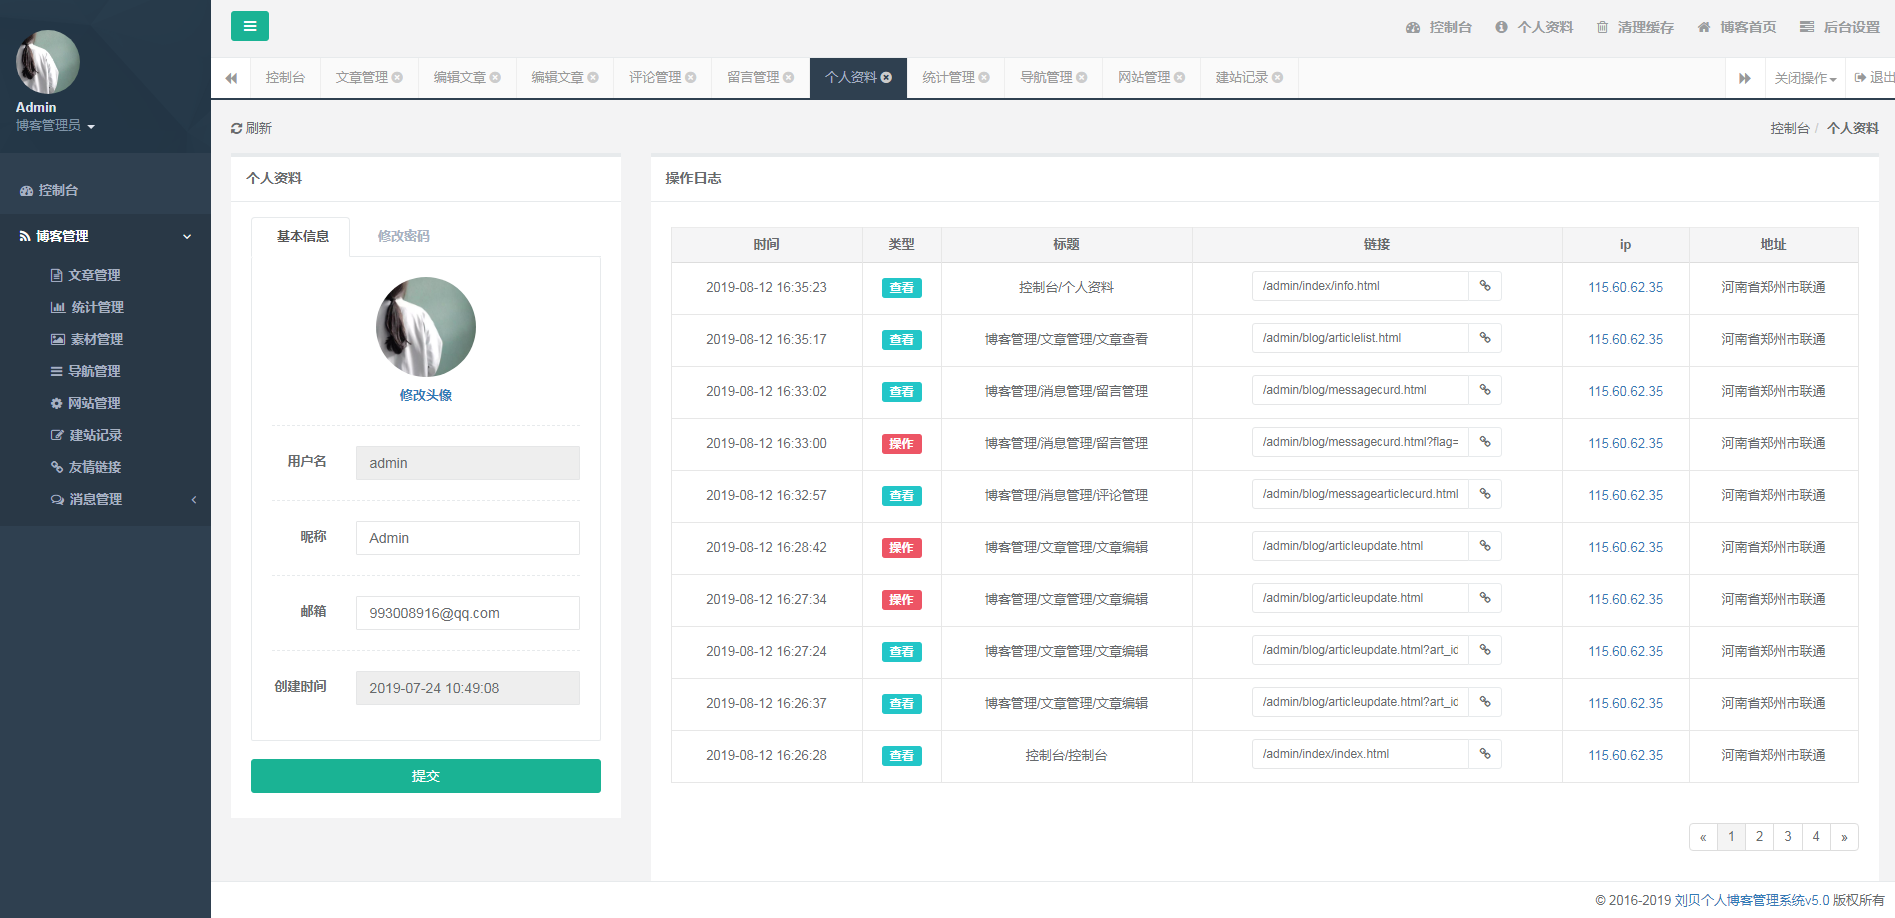 Admin
博客管理员
控制台
博客管理
文章管理
统计管理
素材管理
导航管理
网站管理
建站记录
友情链接
消息管理
控制台 个人资料 清理缓存 博客首页 后台设置
控制台 文章管理 编辑文章 编辑文章 评论管理 留言管理 个人资料 统计管理 导航管理 网站管理 建站记录 关闭操作 退出
刷新
控制台 / 个人资料
个人资料
基本信息 修改密码
修改头像
用户名 admin
昵称 Admin
邮箱 993008916@qq.com
创建时间 2019-07-24 10:49:08
提交
操作日志
时间 类型 标题 链接 ip 地址
2019-08-12 16:35:23 查看 控制台/个人资料 /admin/index/info.html 115.60.62.35 河南省郑州市联通
2019-08-12 16:35:17 查看 博客管理/文章管理/文章查看 /admin/blog/articlelist.html 115.60.62.35 河南省郑州市联通
2019-08-12 16:33:02 查看 博客管理/消息管理/留言管理 /admin/blog/messagecurd.html 115.60.62.35 河南省郑州市联通
2019-08-12 16:33:00 操作 博客管理/消息管理/留言管理 /admin/blog/messagecurd.html?flag= 115.60.62.35 河南省郑州市联通
2019-08-12 16:32:57 查看 博客管理/消息管理/评论管理 /admin/blog/messagearticlecurd.html 115.60.62.35 河南省郑州市联通
2019-08-12 16:28:42 操作 博客管理/文章管理/文章编辑 /admin/blog/articleupdate.html 115.60.62.35 河南省郑州市联通
2019-08-12 16:27:34 操作 博客管理/文章管理/文章编辑 /admin/blog/articleupdate.html 115.60.62.35 河南省郑州市联通
2019-08-12 16:27:24 查看 博客管理/文章管理/文章编辑 /admin/blog/articleupdate.html?art_ic 115.60.62.35 河南省郑州市联通
2019-08-12 16:26:37 查看 博客管理/文章管理/文章编辑 /admin/blog/articleupdate.html?art_ic 115.60.62.35 河南省郑州市联通
2019-08-12 16:26:28 查看 控制台/控制台 /admin/index/index.html 115.60.62.35 河南省郑州市联通
« 1 2 3 4 »
© 2016-2019 刘贝个人博客管理系统v5.0 版权所有